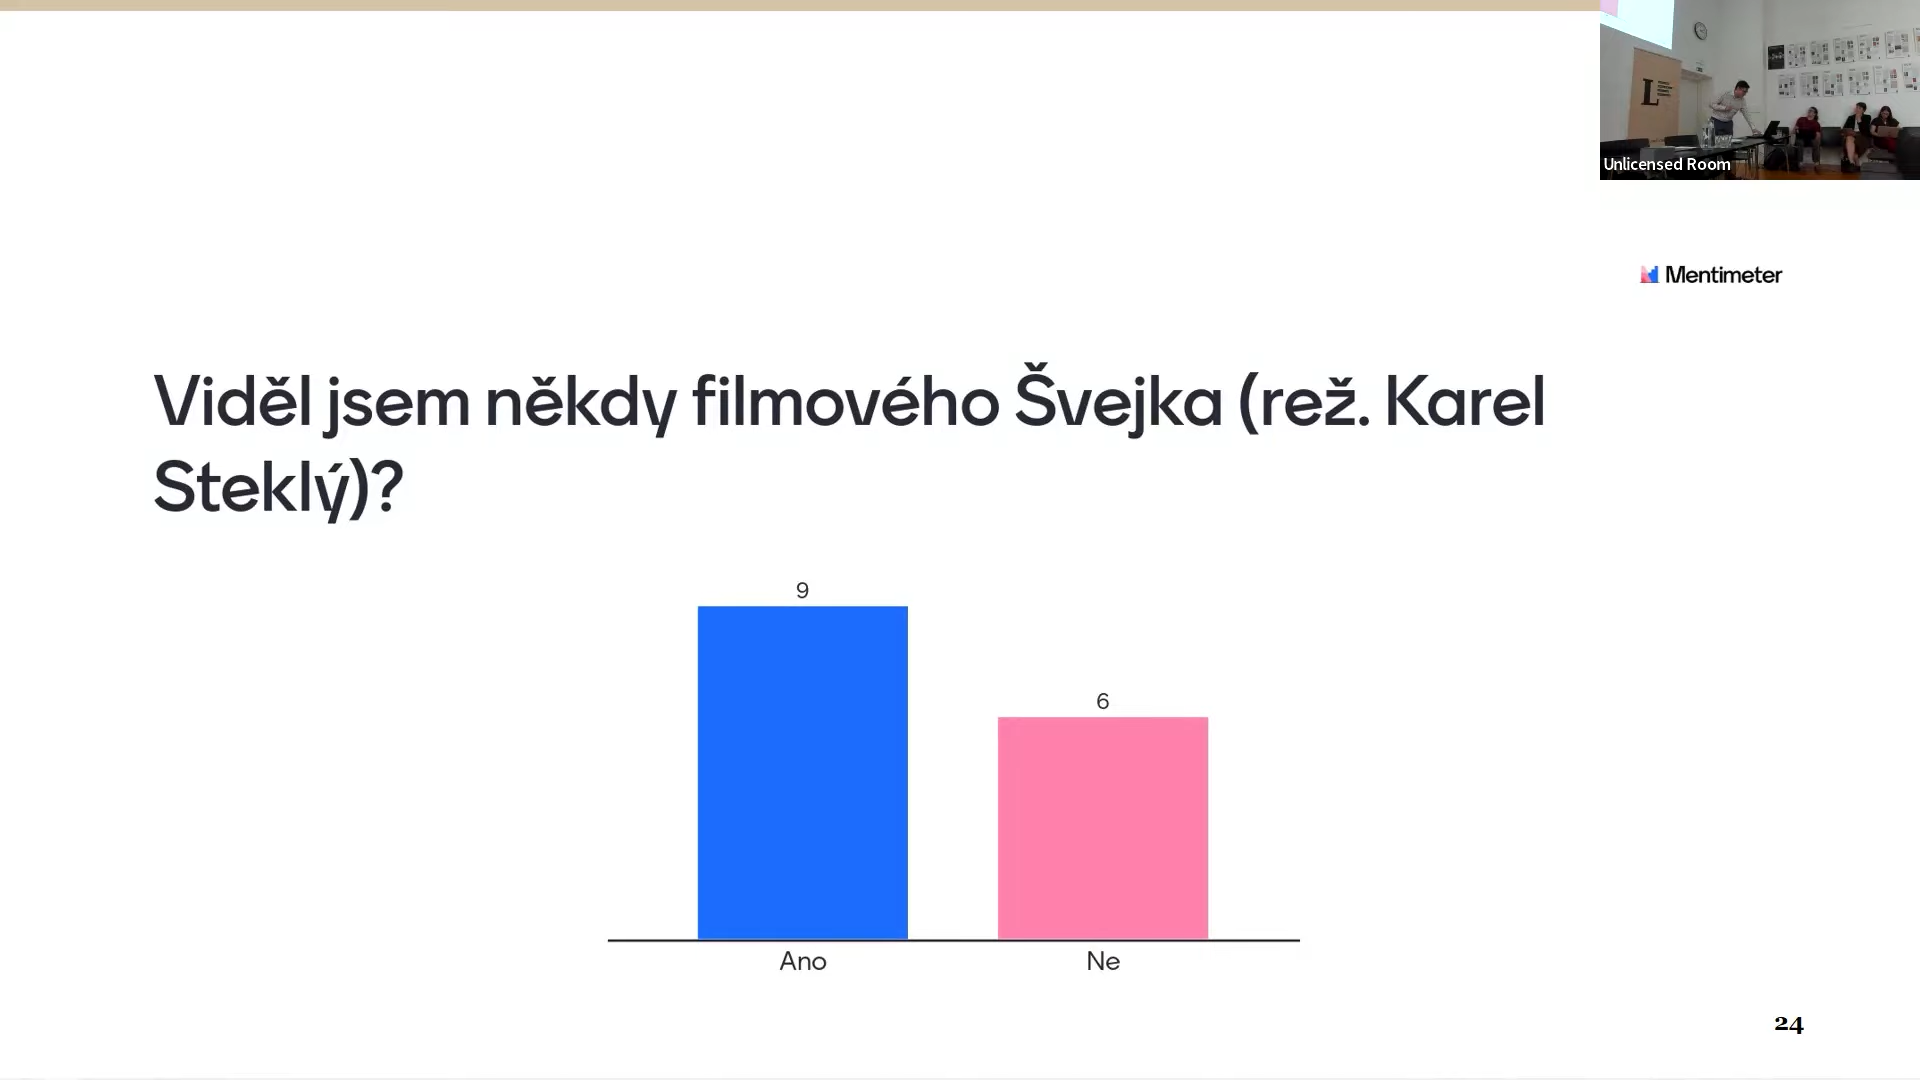 Unlicensed Room
Mentimeter
Viděl jsem někdy filmového Švejka (rež. Karel
Steklý)?
9
6
Ano
Ne
24